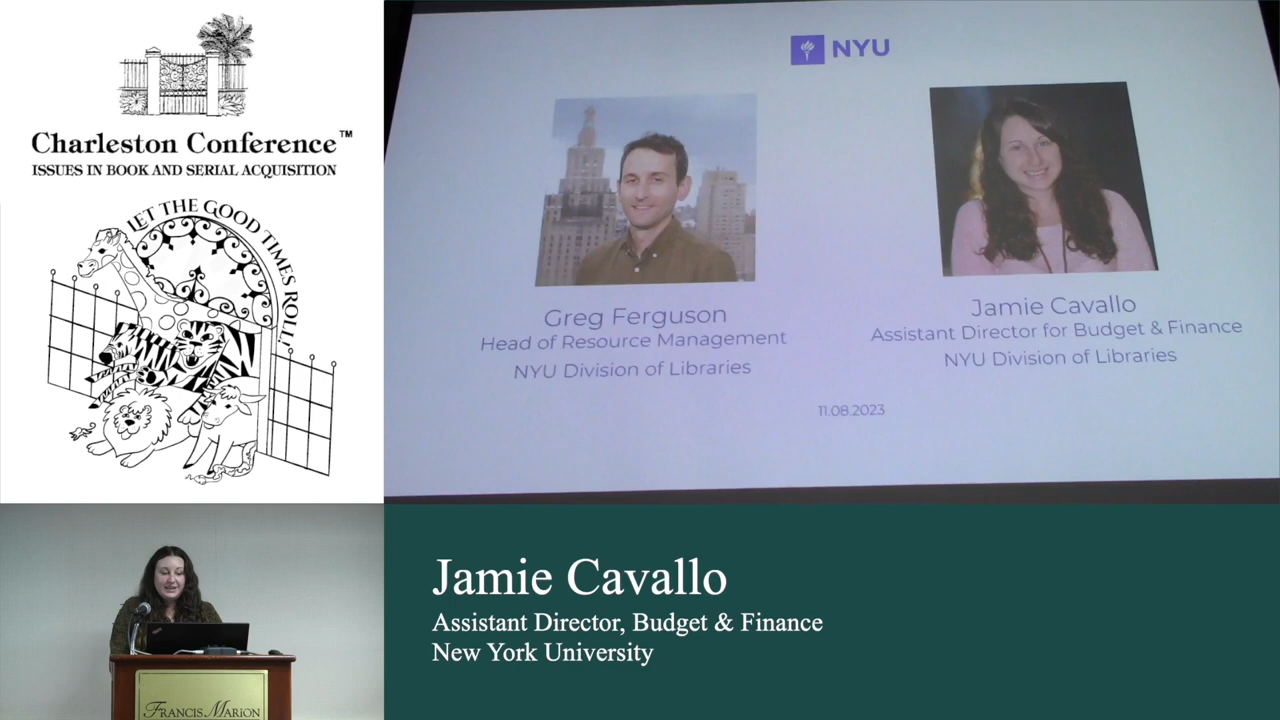 Charleston Conference™
ISSUES IN BOOK AND SERIAL ACQUISITION
LET THE GOOD TIMES ROLL!
NYU
Greg Ferguson
Head of Resource Management
NYU Division of Libraries
Jamie Cavallo
Assistant Director for Budget & Finance
NYU Division of Libraries
11.08.2023
Jamie Cavallo
Assistant Director, Budget & Finance
New York University
FRANCIS MARION